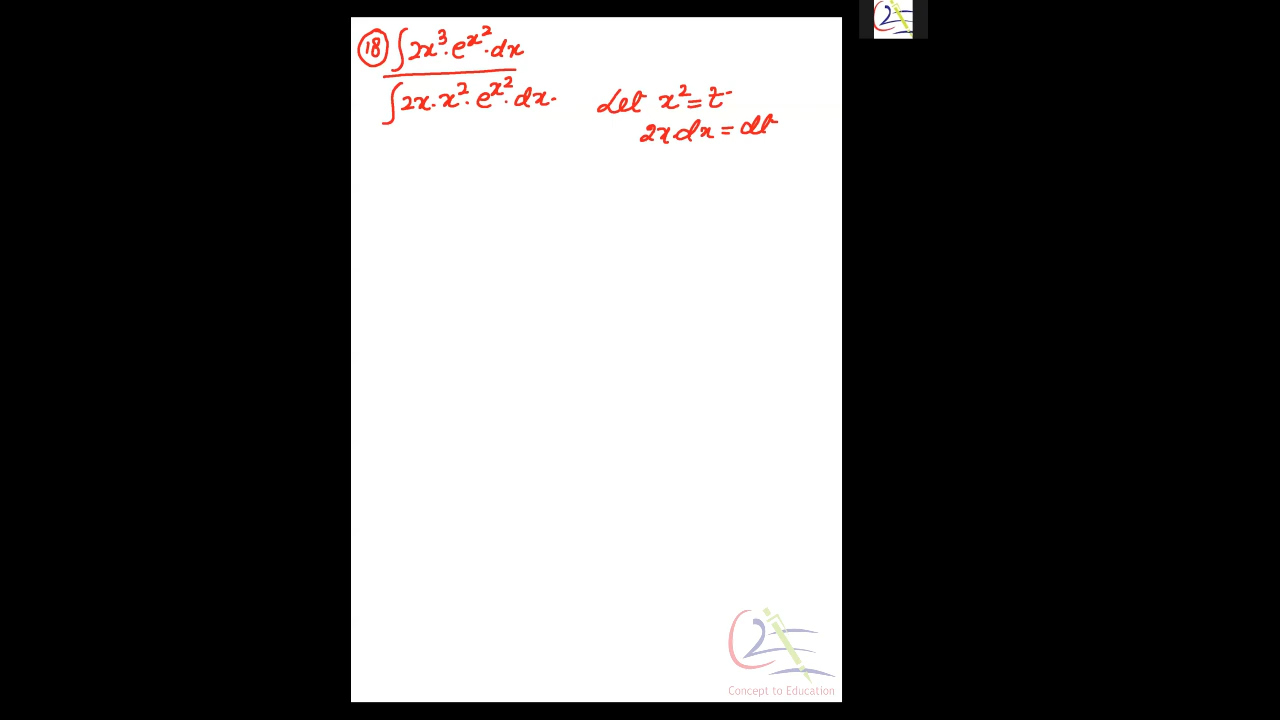 (18) ∫2x³·e^x²·dx
∫2x·x²·e^x²·dx·
Let x² = t
2x·dx = dt
Concept to Education